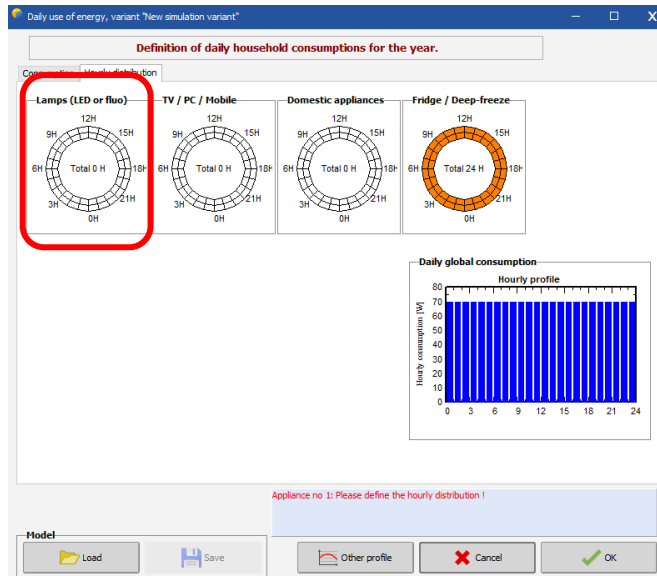 Daily use of energy, variant "New simulation variant"
Definition of daily household consumptions for the year.
Consumption Hourly distribution
Lamps (LED or fluo)
12H
9H 15H
6H Total 0 H 18H
3H 21H
0H
TV / PC / Mobile
12H
9H 15H
6H Total 0 H 18H
3H 21H
0H
Domestic appliances
12H
9H 15H
6H Total 0 H 18H
3H 21H
0H
Fridge / Deep-freeze
12H
9H 15H
6H Total 24 H 18H
3H 21H
0H
Daily global consumption
Hourly profile
Hourly consumption [W]
80
70
60
50
40
30
20
10
0
0 3 6 9 12 15 18 21 24
Appliance no 1: Please define the hourly distribution !
Model
Load Save Other profile Cancel OK